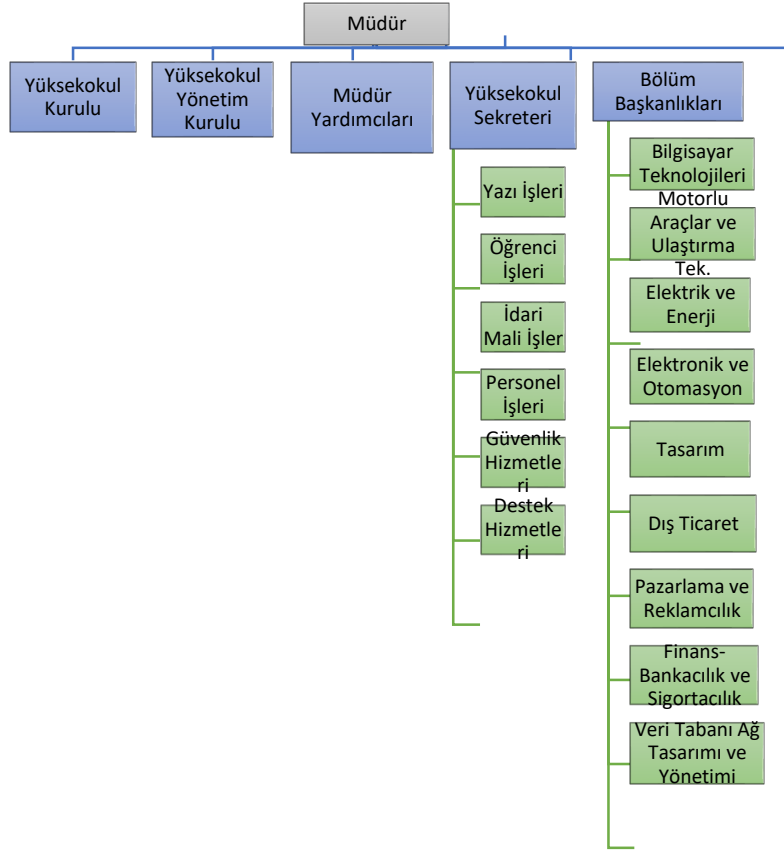 Müdür
Yüksekokul
Kurulu
Yüksekokul
Yönetim
Kurulu
Müdür
Yardımcıları
Yüksekokul
Sekreteri
Bölüm
Başkanlıkları
Yazı İşleri
Öğrenci
İşleri
İdari
Mali İşler
Personel
İşleri
Güvenlik
Hizmetle
ri
Destek
Hizmetle
ri
Bilgisayar
Teknolojileri
Motorlu
Araçlar ve
Ulaştırma
Tek.
Elektrik ve
Enerji
Elektronik ve
Otomasyon
Tasarım
Dış Ticaret
Pazarlama ve
Reklamcılık
Finans-
Bankacılık ve
Sigortacılık
Veri Tabanı Ağ
Tasarımı ve
Yönetimi